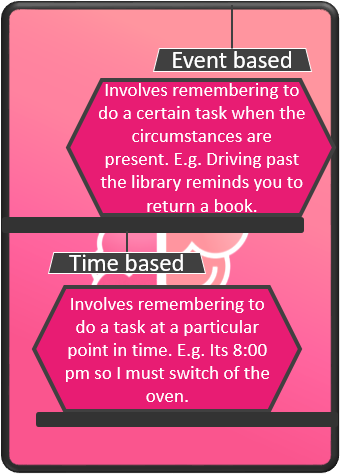 Event based
Involves remembering to
do a certain task when the
circumstances are
present. E.g. Driving past
the library reminds you to
return a book.
Time based
Involves remembering to
do a task at a particular
point in time. E.g. Its 8:00
pm so I must switch of the
oven.